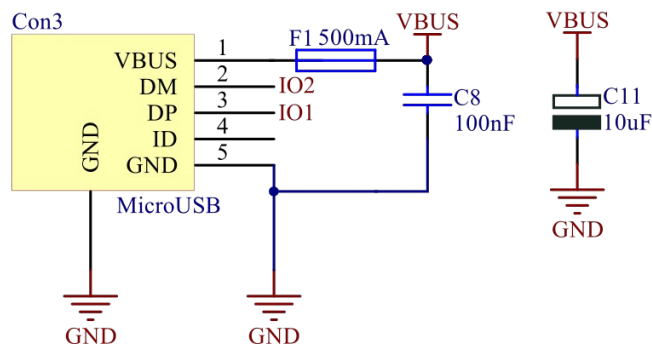 Con3
VBUS 1 F1 500mA VBUS
DM 2 IO2
DP 3 IO1
ID 4
GND 5
GND
MicroUSB
C8
100nF
GND
GND
VBUS
C11
10uF
GND